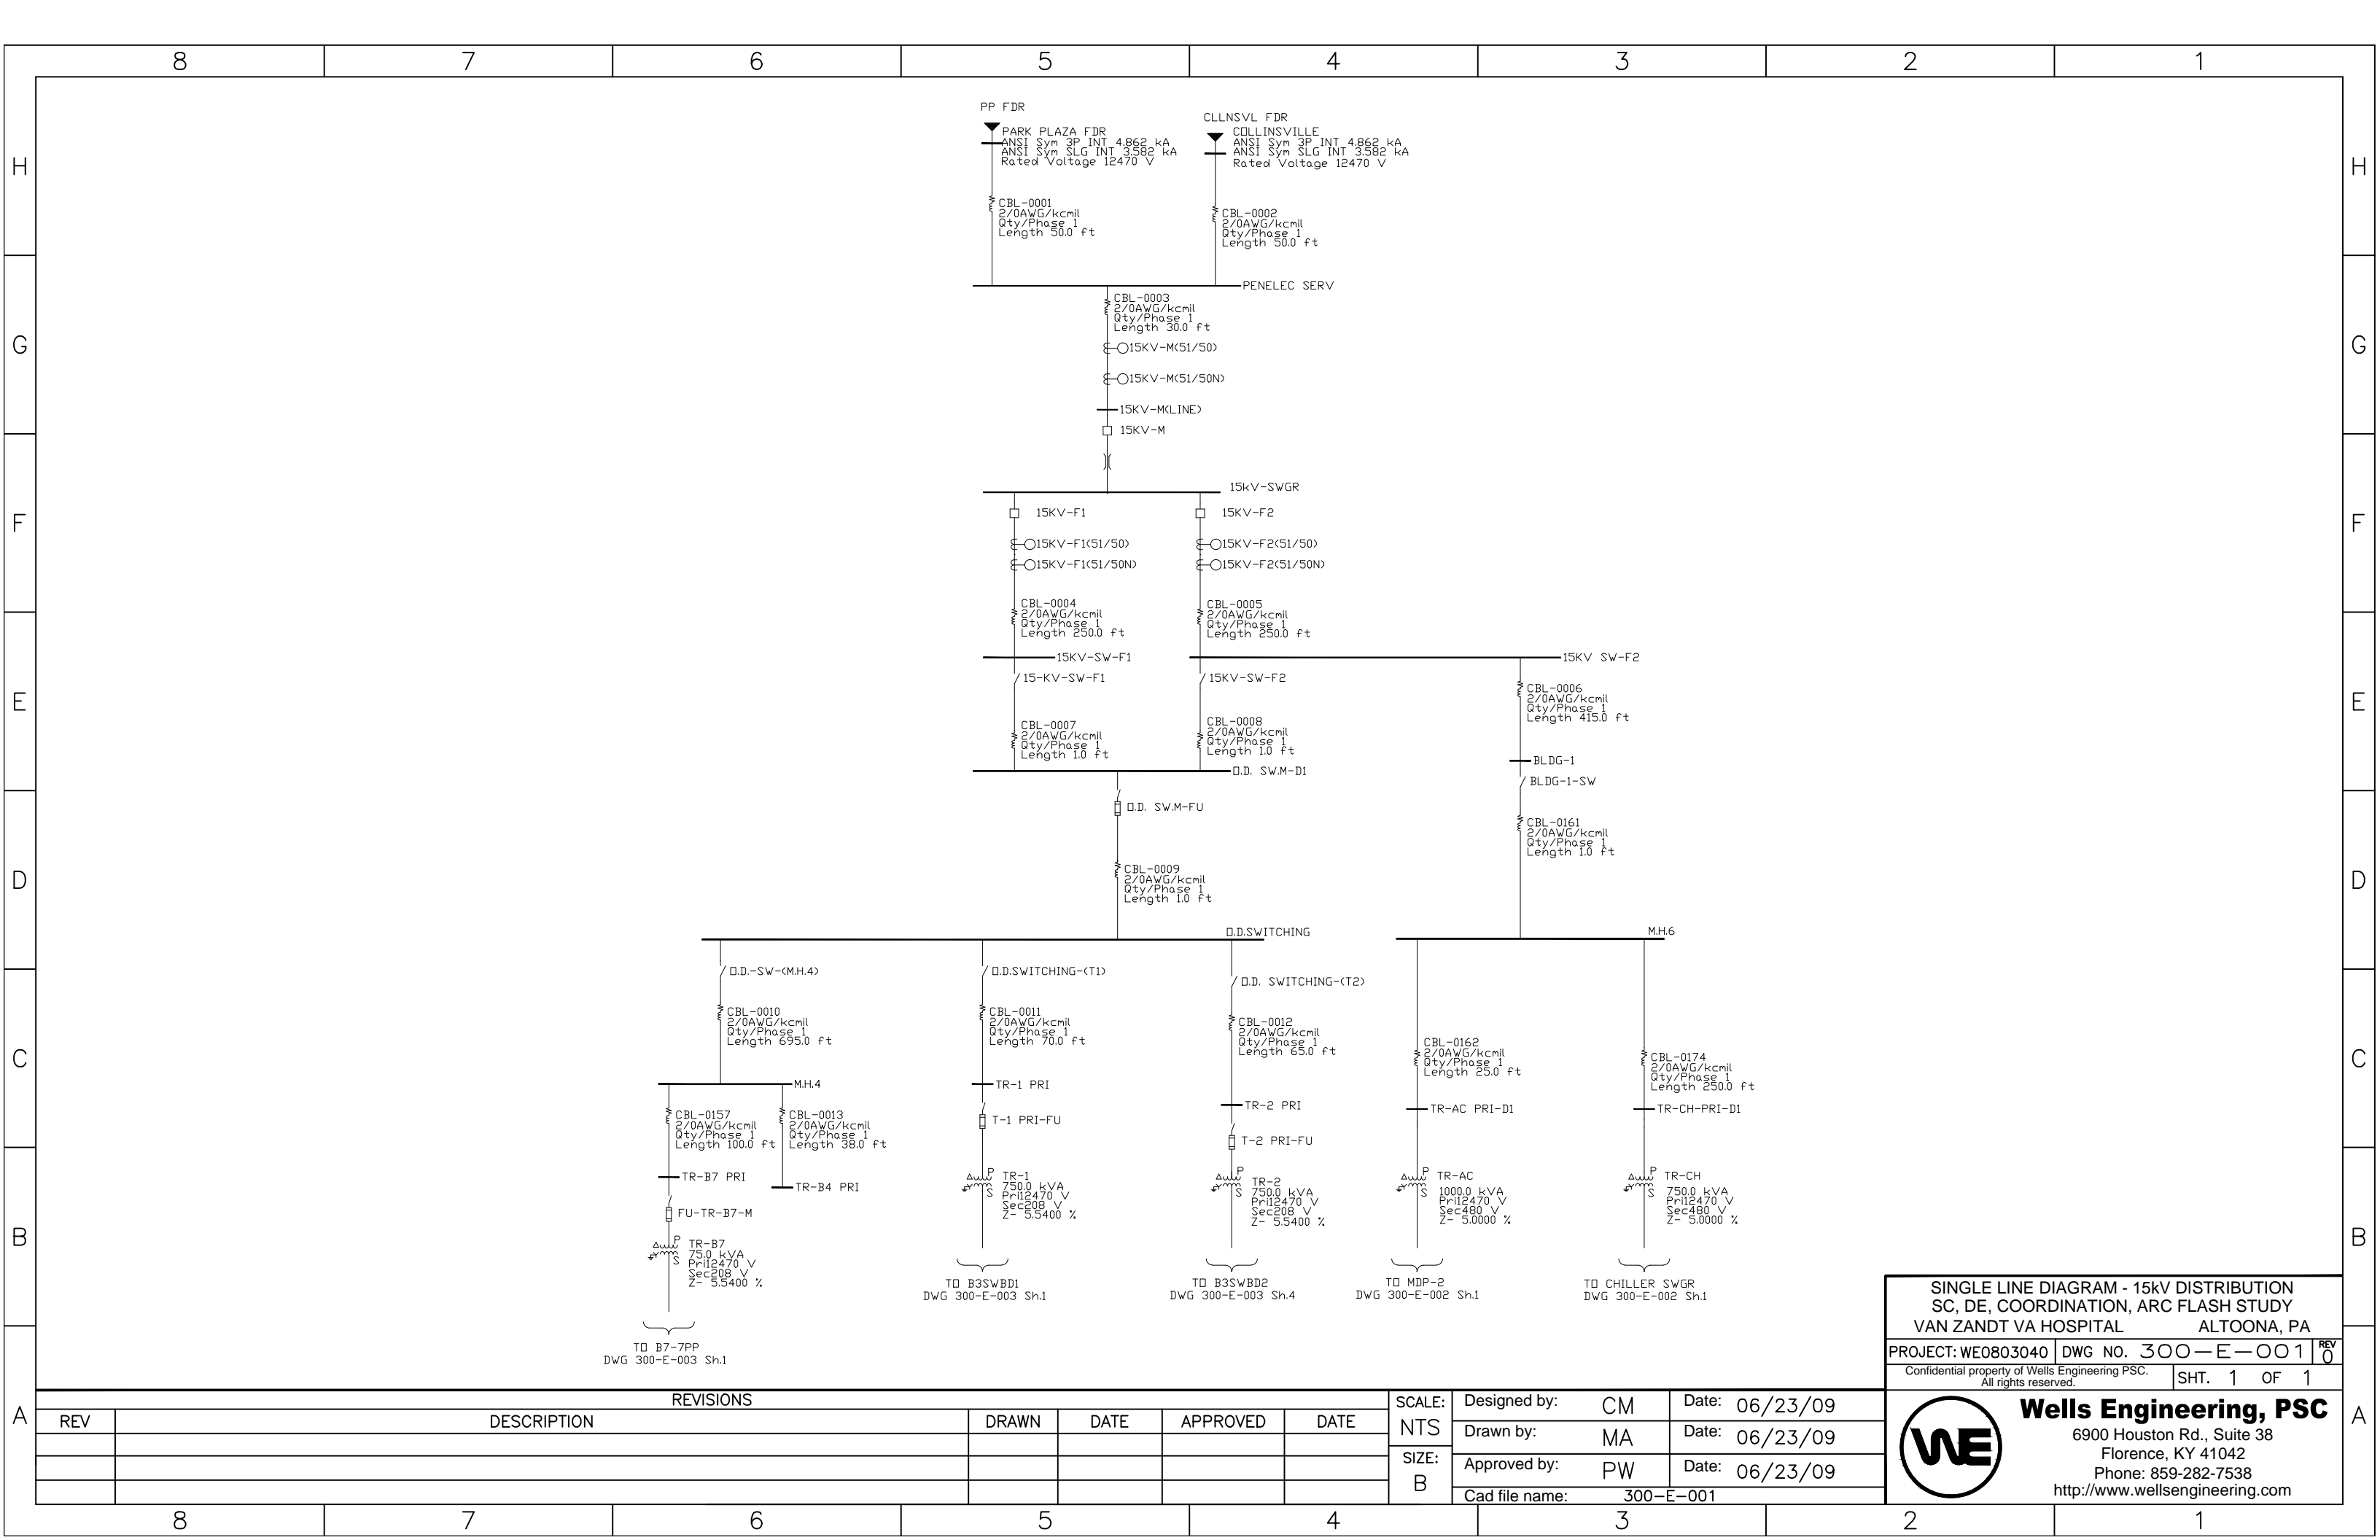 8 7 6 5 4 3 2 1
H
G
F
E
D
C
B
A
H
G
F
E
D
C
B
A
PP FDR
PARK PLAZA FDR
ANSI Sym 3P INT 4.862 kA
ANSI Sym SLG INT 3.582 kA
Rated Voltage 12470 V
CLLNSVL FDR
COLLINSVILLE
ANSI Sym 3P INT 4.862 kA
ANSI Sym SLG INT 3.582 kA
Rated Voltage 12470 V
CBL-0001
2/0AWG/kcmil
Qty/Phase 1
Length 50.0 ft
CBL-0002
2/0AWG/kcmil
Qty/Phase 1
Length 50.0 ft
PENELEC SERV
CBL-0003
2/0AWG/kcmil
Qty/Phase 1
Length 30.0 ft
15KV-M(51/50)
15KV-M(51/50N)
15KV-M(LINE)
15KV-M
15kV-SWGR
15KV-F1
15KV-F2
15KV-F1(51/50)
15KV-F2(51/50)
15KV-F1(51/50N)
15KV-F2(51/50N)
CBL-0004
2/0AWG/kcmil
Qty/Phase 1
Length 250.0 ft
CBL-0005
2/0AWG/kcmil
Qty/Phase 1
Length 250.0 ft
15KV-SW-F1
15KV SW-F2
15-KV-SW-F1
15KV-SW-F2
CBL-0006
2/0AWG/kcmil
Qty/Phase 1
Length 415.0 ft
CBL-0007
2/0AWG/kcmil
Qty/Phase 1
Length 1.0 ft
CBL-0008
2/0AWG/kcmil
Qty/Phase 1
Length 1.0 ft
BLDG-1
O.D. SW.M-D1
BLDG-1-SW
O.D. SW.M-FU
CBL-0161
2/0AWG/kcmil
Qty/Phase 1
Length 1.0 ft
CBL-0009
2/0AWG/kcmil
Qty/Phase 1
Length 1.0 ft
O.D.SWITCHING
M.H.6
O.D.-SW-(M.H.4)
O.D.SWITCHING-(T1)
O.D. SWITCHING-(T2)
CBL-0010
2/0AWG/kcmil
Qty/Phase 1
Length 695.0 ft
CBL-0011
2/0AWG/kcmil
Qty/Phase 1
Length 70.0 ft
CBL-0012
2/0AWG/kcmil
Qty/Phase 1
Length 65.0 ft
CBL-0162
2/0AWG/kcmil
Qty/Phase 1
Length 25.0 ft
CBL-0174
2/0AWG/kcmil
Qty/Phase 1
Length 250.0 ft
M.H.4
TR-1 PRI
TR-2 PRI
TR-AC PRI-D1
TR-CH-PRI-D1
CBL-0157
2/0AWG/kcmil
Qty/Phase 1
Length 100.0 ft
CBL-0013
2/0AWG/kcmil
Qty/Phase 1
Length 38.0 ft
T-1 PRI-FU
T-2 PRI-FU
TR-B7 PRI
TR-B4 PRI
FU-TR-B7-M
P
S
TR-1
750.0 kVA
Pri12470 V
Sec208 V
Z- 5.5400 %
P
S
TR-2
750.0 kVA
Pri12470 V
Sec208 V
Z- 5.5400 %
P
S
TR-AC
1000.0 kVA
Pri12470 V
Sec480 V
Z- 5.0000 %
P
S
TR-CH
750.0 kVA
Pri12470 V
Sec480 V
Z- 5.0000 %
P
S
TR-B7
75.0 kVA
Pri12470 V
Sec208 V
Z- 5.5400 %
TO B3SWBD1
DWG 300-E-003 Sh.1
TO B3SWBD2
DWG 300-E-003 Sh.4
TO MDP-2
DWG 300-E-002 Sh.1
TO CHILLER SWGR
DWG 300-E-002 Sh.1
TO B7-7PP
DWG 300-E-003 Sh.1
SINGLE LINE DIAGRAM - 15kV DISTRIBUTION
SC, DE, COORDINATION, ARC FLASH STUDY
VAN ZANDT VA HOSPITAL ALTOONA, PA
PROJECT: WE0803040 DWG NO. 300-E-001 REV 0
Confidential property of Wells Engineering PSC.
All rights reserved.
SHT. 1 OF 1
WE
Wells Engineering, PSC
6900 Houston Rd., Suite 38
Florence, KY 41042
Phone: 859-282-7538
http://www.wellsengineering.com
REVISIONS
REV DESCRIPTION DRAWN DATE APPROVED DATE
SCALE:
NTS
SIZE:
B
Designed by: CM Date: 06/23/09
Drawn by: MA Date: 06/23/09
Approved by: PW Date: 06/23/09
Cad file name: 300-E-001
8 7 6 5 4 3 2 1